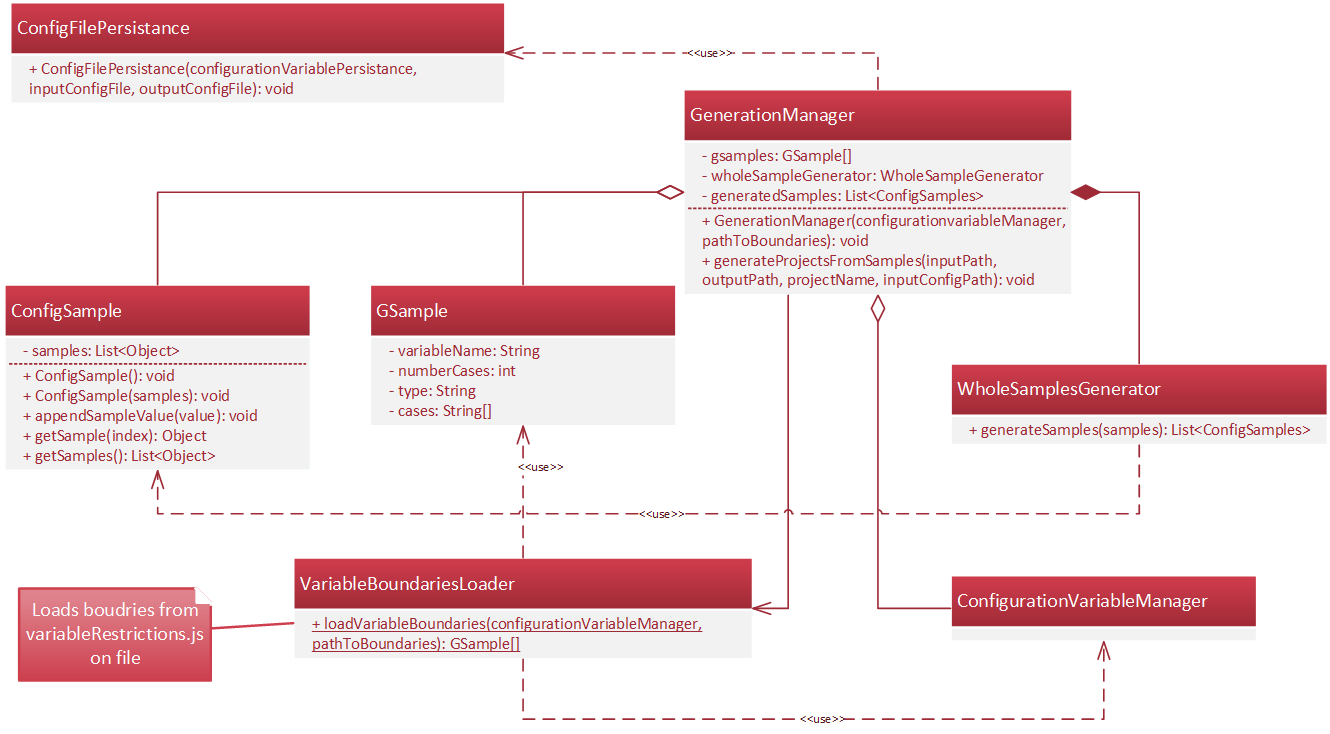 ConfigFilePersistance
+ ConfigFilePersistance(configurationVariablePersistance,
inputConfigFile, outputConfigFile): void
<<use>>
GenerationManager
- gsamples: GSample[]
- wholeSampleGenerator: WholeSampleGenerator
- generatedSamples: List<ConfigSamples>
+ GenerationManager(configurationvariableManager,
pathToBoundaries): void
+ generateProjectsFromSamples(inputPath,
outputPath, projectName, inputConfigPath): void
ConfigSample
- samples: List<Object>
+ ConfigSample(): void
+ ConfigSample(samples): void
+ appendSampleValue(value): void
+ getSample(index): Object
+ getSamples(): List<Object>
GSample
- variableName: String
- numberCases: int
- type: String
- cases: String[]
WholeSamplesGenerator
+ generateSamples(samples): List<ConfigSamples>
<<use>>
<<use>>
VariableBoundariesLoader
+ loadVariableBoundaries(configurationVariableManager,
pathToBoundaries): GSample[]
Loads boudries from
variableRestrictions.js
on file
ConfigurationVariableManager
<<use>>